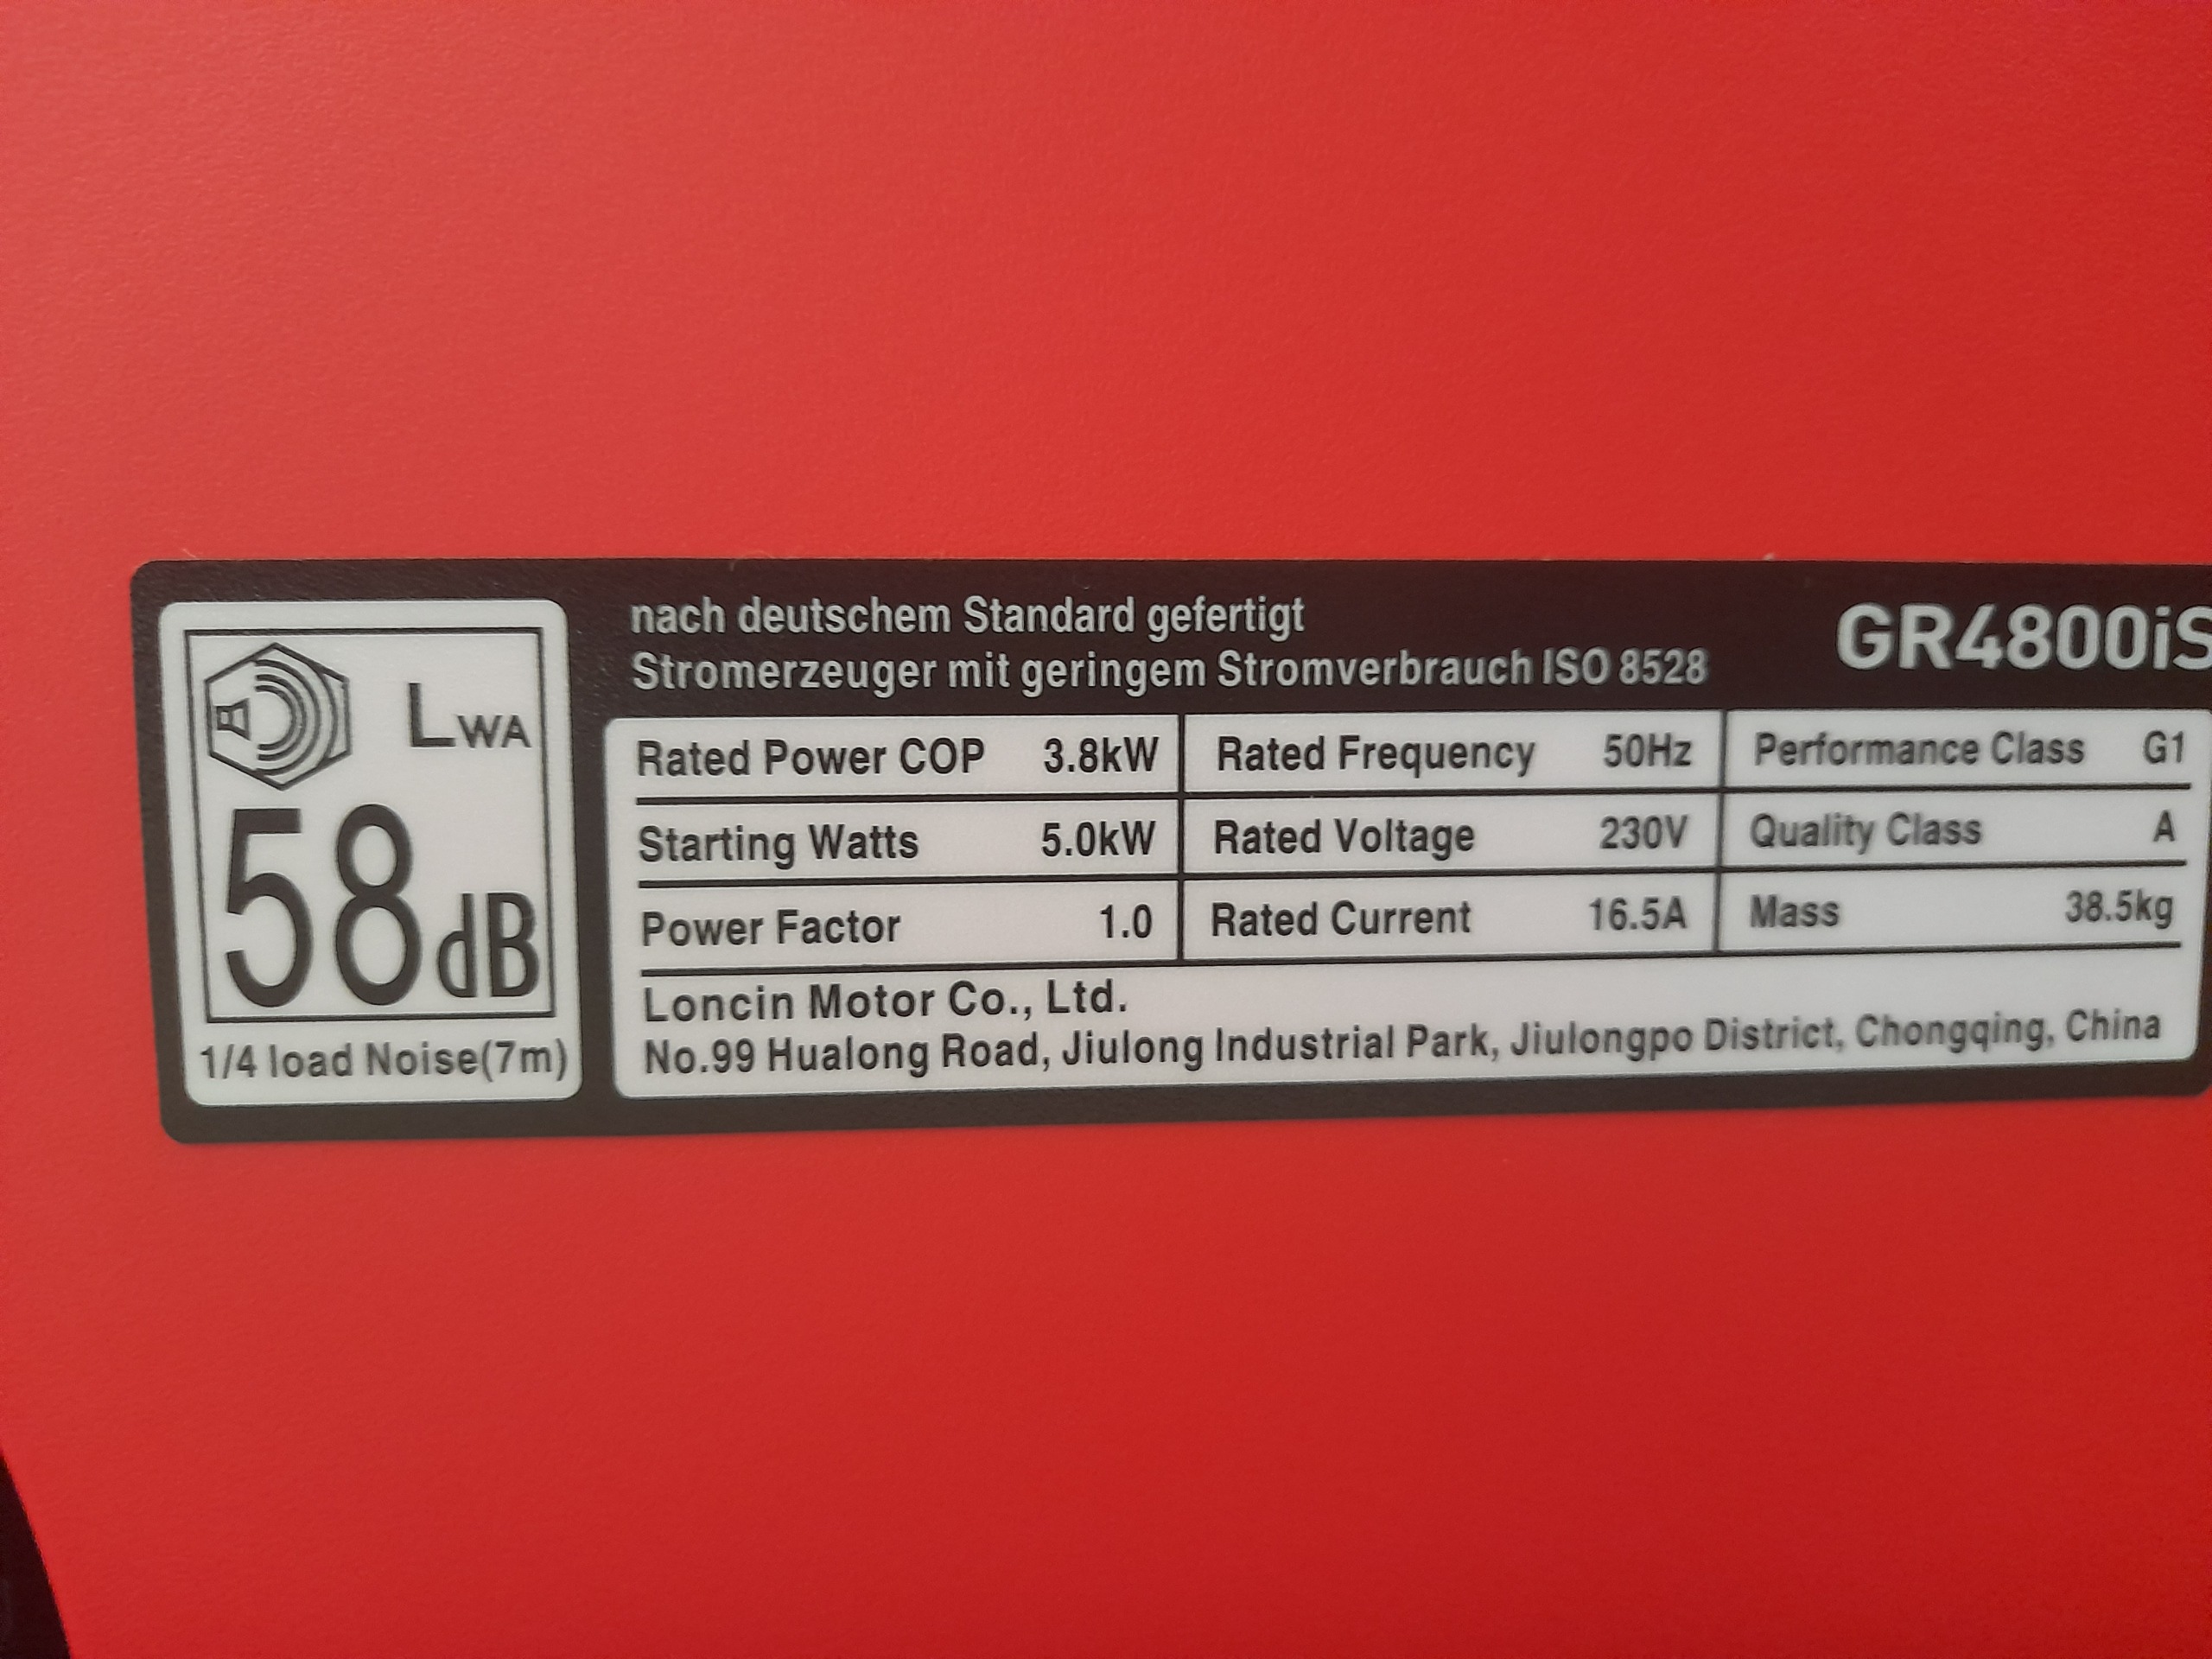 LWA
58dB
1/4 load Noise(7m)
nach deutschem Standard gefertigt
Stromerzeuger mit geringem Stromverbrauch ISO 8528
GR4800iS
Rated Power COP 3.8kW Rated Frequency 50Hz Performance Class G1
Starting Watts 5.0kW Rated Voltage 230V Quality Class A
Power Factor 1.0 Rated Current 16.5A Mass 38.5kg
Loncin Motor Co., Ltd.
No.99 Hualong Road, Jiulong Industrial Park, Jiulongpo District, Chongqing, China